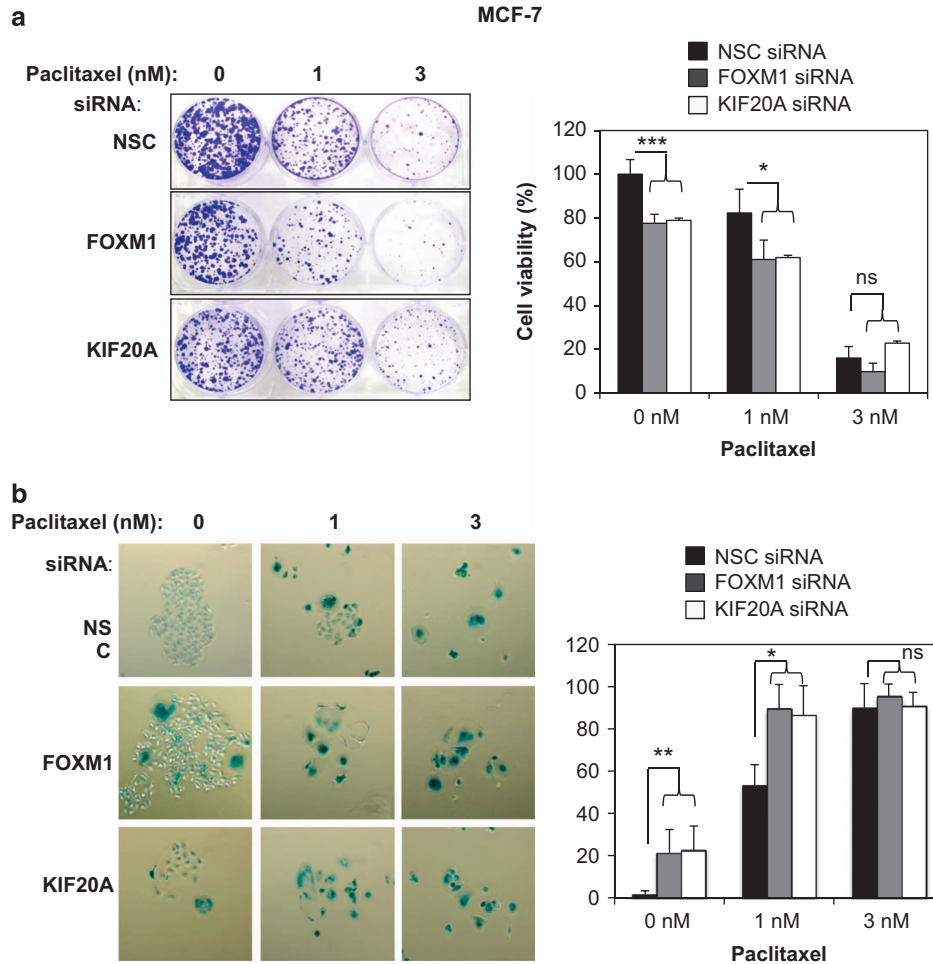 a
MCF-7
Paclitaxel (nM): 0 1 3
siRNA:
NSC
FOXM1
KIF20A
NSC siRNA
FOXM1 siRNA
KIF20A siRNA
Cell viability (%)
120
100
80
60
40
20
0
***
*
ns
0 nM 1 nM 3 nM
Paclitaxel
b
Paclitaxel (nM): 0 1 3
siRNA:
NS
C
FOXM1
KIF20A
NSC siRNA
FOXM1 siRNA
KIF20A siRNA
120
100
80
60
40
20
0
**
*
ns
0 nM 1 nM 3 nM
Paclitaxel